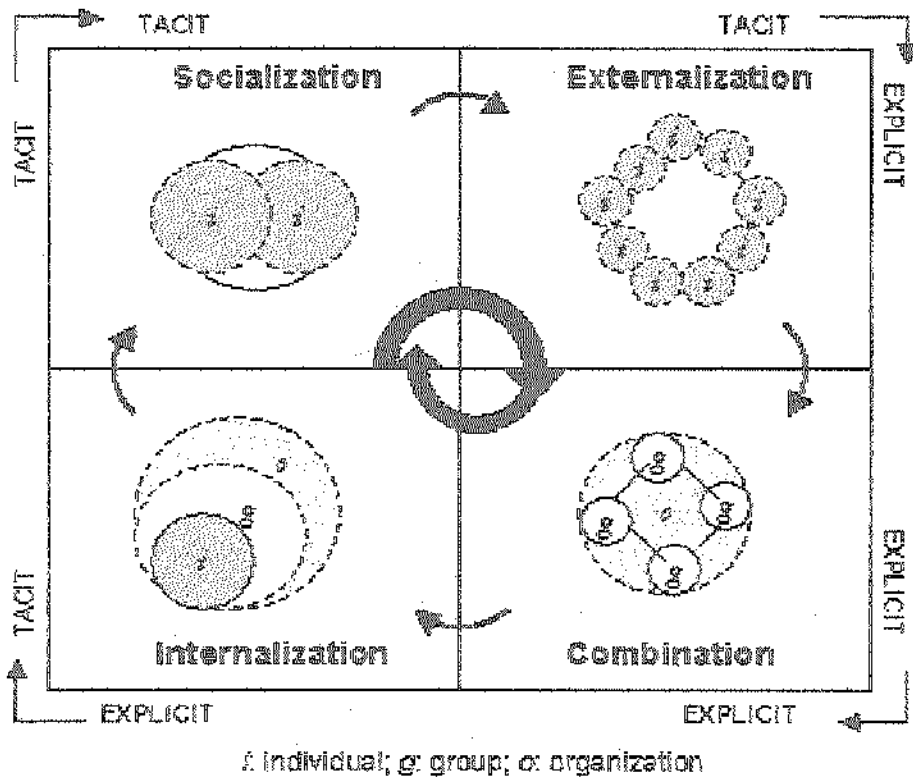 TACIT
TACIT
Socialization
Externalization
TACIT
EXPLICIT
i
i
g
o
g
i
g
g
g
g
TACIT
EXPLICIT
Internalization
Combination
EXPLICIT
EXPLICIT
i: individual; g: group; o: organization